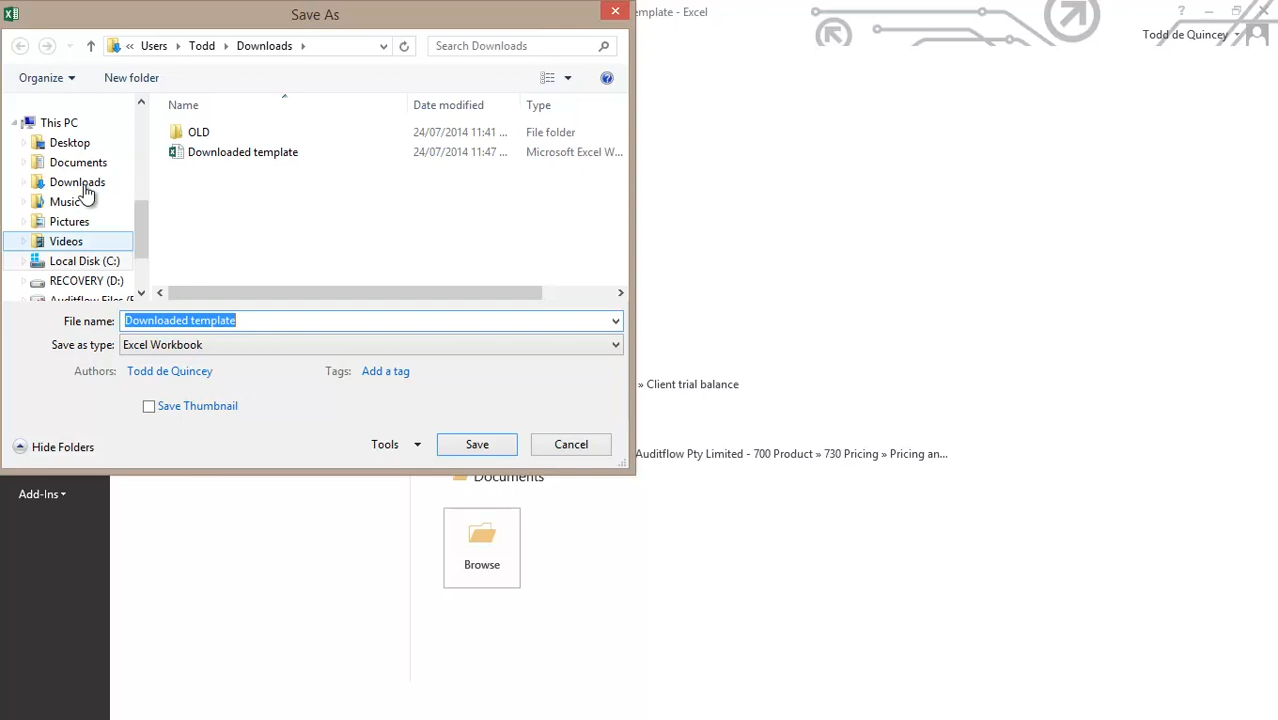 Save As
mplate - Excel
Todd de Quincey
« Users Todd Downloads
Search Downloads
Organize
New folder
Name
Date modified
Type
This PC
Desktop
Documents
Downloads
Music
Pictures
Videos
Local Disk (C:)
RECOVERY (D:)
Auditflow Files (F
OLD
24/07/2014 11:41 ...
File folder
Downloaded template
24/07/2014 11:47 ...
Microsoft Excel W...
File name:
Downloaded template
Save as type:
Excel Workbook
Authors:
Todd de Quincey
Tags:
Add a tag
Save Thumbnail
Hide Folders
Tools
Save
Cancel
» Client trial balance
Auditflow Pty Limited - 700 Product » 730 Pricing » Pricing an...
Documents
Add-Ins
Browse